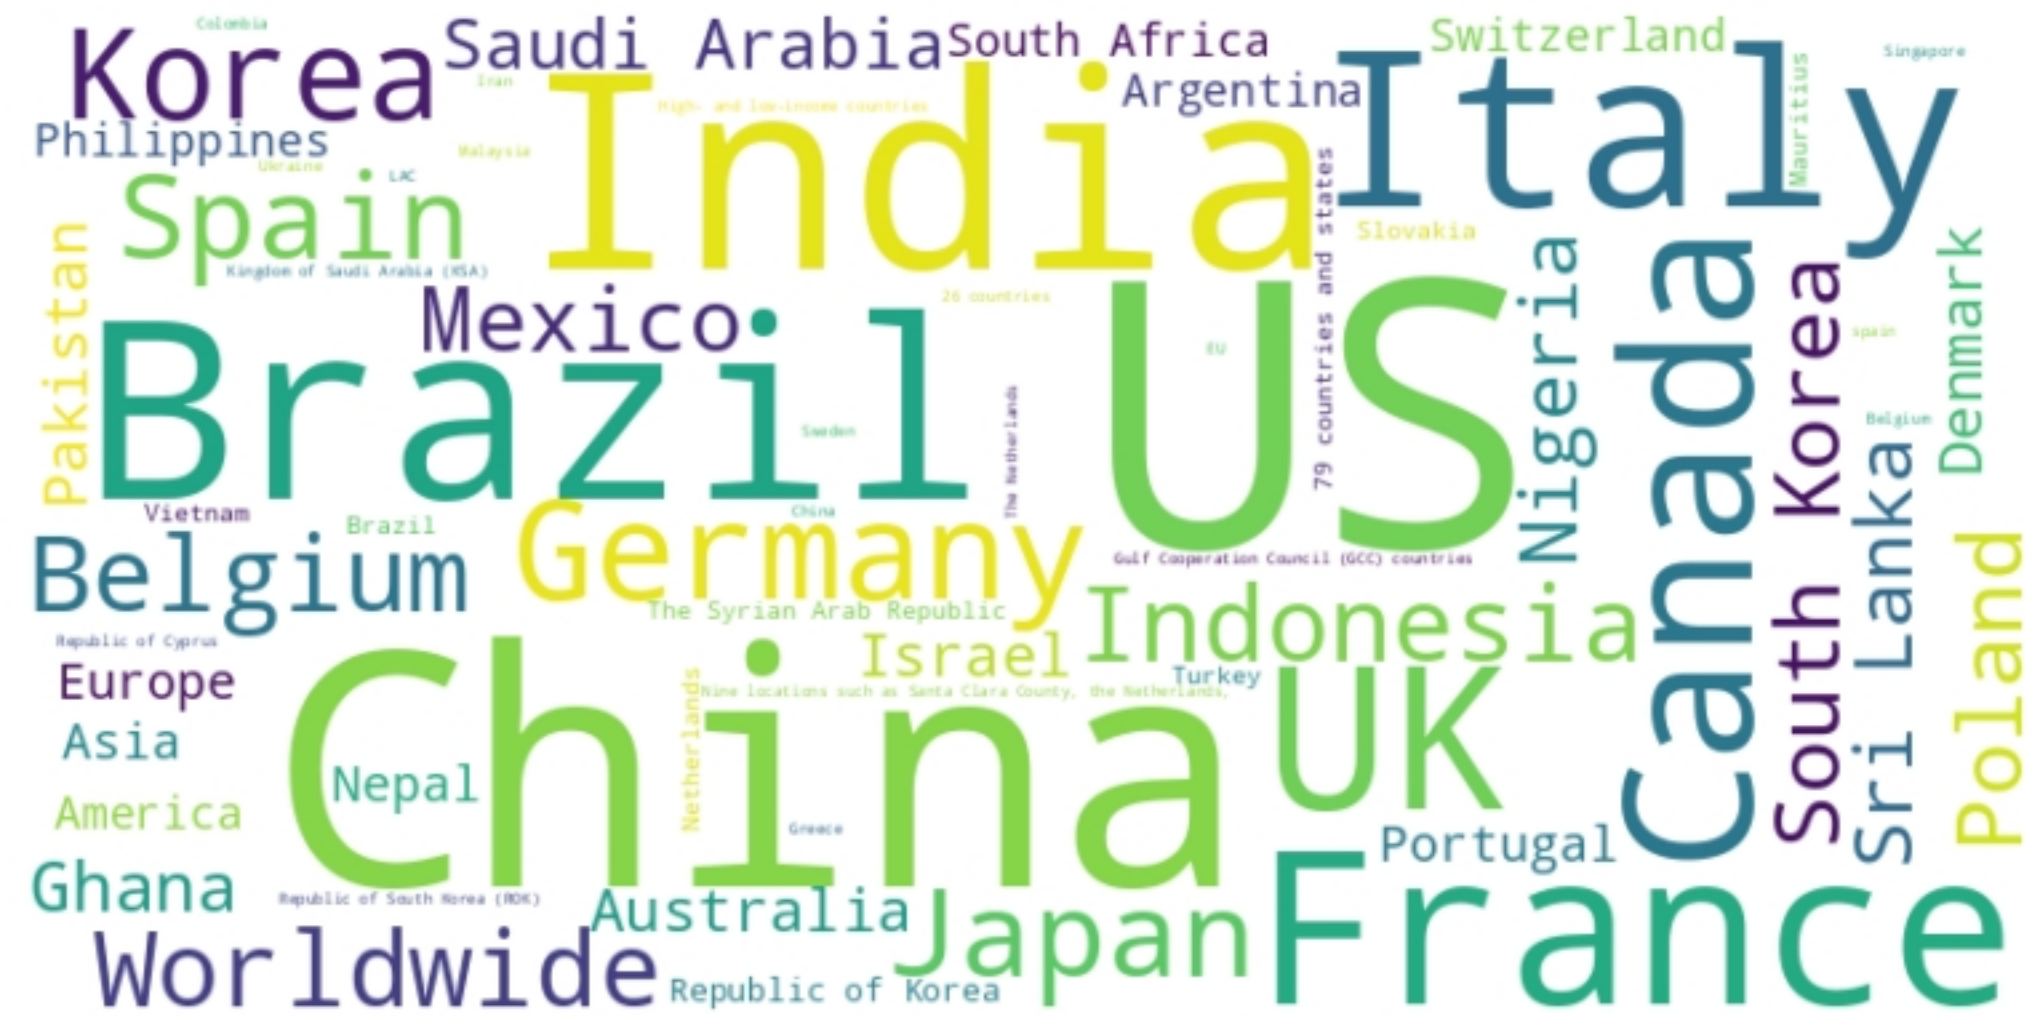 Colombia
Korea
Saudi Arabia
South Africa
Switzerland
Italy
Singapore
Mauritius
Iran
India
High- and low-income countries
Argentina
Philippines
Malaysia
Ukraine
LAC
Spain
Kingdom of Saudi Arabia (KSA)
79 countries and states
Slovakia
Pakistan
Mexico
26 countries
US
EU
Nigeria
Canada
South Korea
spain
Denmark
Brazil
Sweden
The Netherlands
Belgium
Sri Lanka
Vietnam
Brazil
Germany
China
Gulf Cooperation Council (GCC) countries
Belgium
Poland
The Syrian Arab Republic
Indonesia
Republic of Cyprus
Israel
Europe
Turkey
Nine locations such as Santa Clara County, the Netherlands,
Netherlands
China
UK
Asia
Nepal
America
Greece
Portugal
Ghana
Republic of South Korea (ROK)
Australia
Japan
France
Worldwide
Republic of Korea